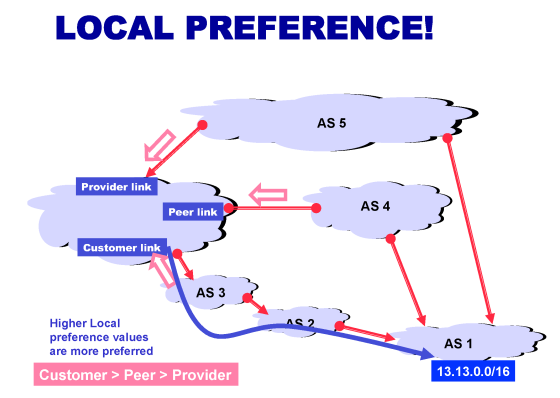 LOCAL PREFERENCE!
AS 5
Provider link
Peer link
AS 4
Customer link
AS 3
AS 2
AS 1
Higher Local
preference values
are more preferred
13.13.0.0/16
Customer > Peer > Provider